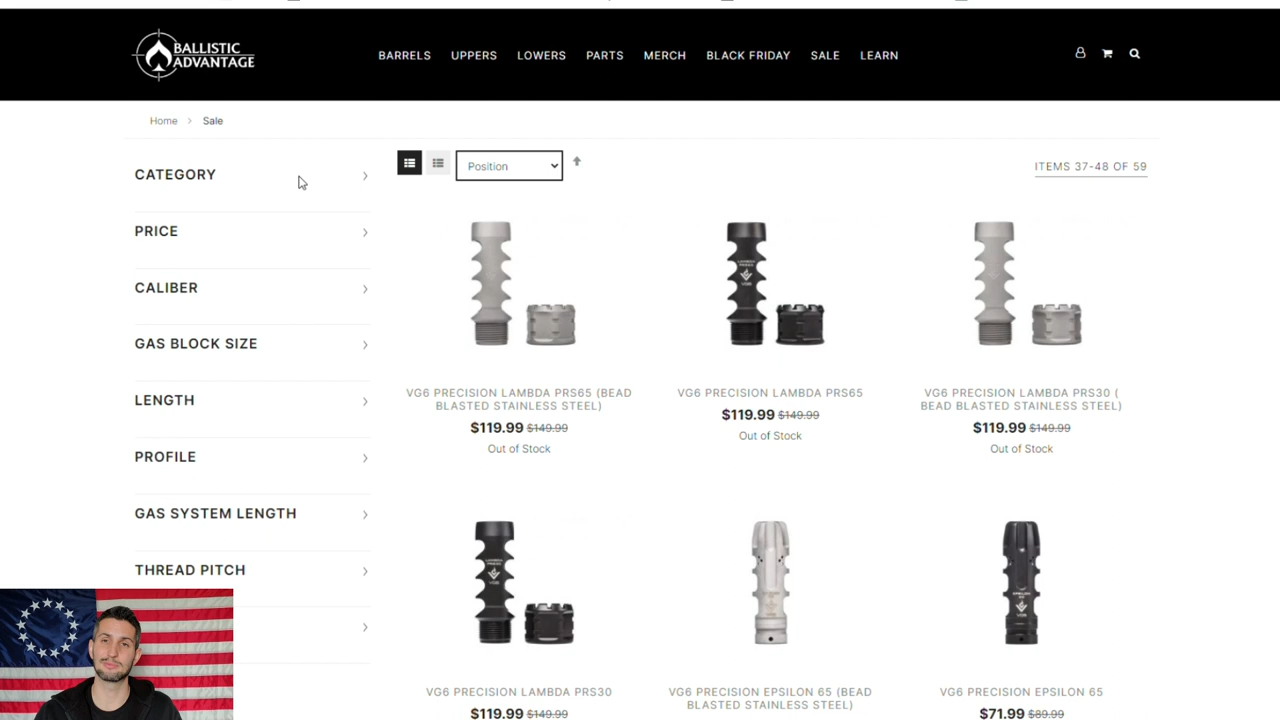 BALLISTIC
ADVANTAGE
BARRELS UPPERS LOWERS PARTS MERCH BLACK FRIDAY SALE LEARN
Home > Sale
CATEGORY
PRICE
CALIBER
GAS BLOCK SIZE
LENGTH
PROFILE
GAS SYSTEM LENGTH
THREAD PITCH
Position
ITEMS 37-48 OF 59
VG6 PRECISION LAMBDA PRS65 (BEAD
BLASTED STAINLESS STEEL)
$119.99 $149.99
Out of Stock
VG6 PRECISION LAMBDA PRS65
$119.99 $149.99
Out of Stock
VG6 PRECISION LAMBDA PRS30 (
BEAD BLASTED STAINLESS STEEL)
$119.99 $149.99
Out of Stock
VG6 PRECISION LAMBDA PRS30
$119.99 $149.99
VG6 PRECISION EPSILON 65 (BEAD
BLASTED STAINLESS STEEL)
VG6 PRECISION EPSILON 65
$71.99 $89.99